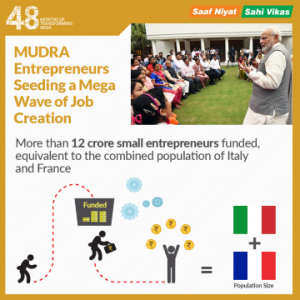 48 MONTHS OF
TRANSFORMING
INDIA
Saaf Niyat
Sahi Vikas
MUDRA
Entrepreneurs
Seeding a Mega
Wave of Job
Creation
More than 12 crore small entrepreneurs funded,
equivalent to the combined population of Italy
and France
Funded
=
+
Population Size